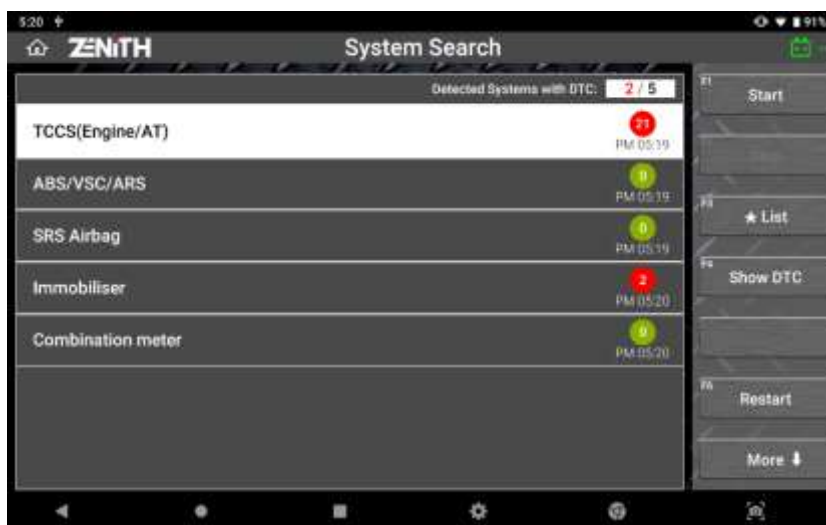 5:20
91%
ZENITH
System Search
Detected Systems with DTC: 2 / 5
TCCS(Engine/AT)
21
PM 05:19
ABS/VSC/ARS
0
PM 05:19
SRS Airbag
0
PM 05:19
Immobiliser
2
PM 05:20
Combination meter
0
PM 05:20
F1
Start
F3
★ List
F4
Show DTC
F6
Restart
More ⬇